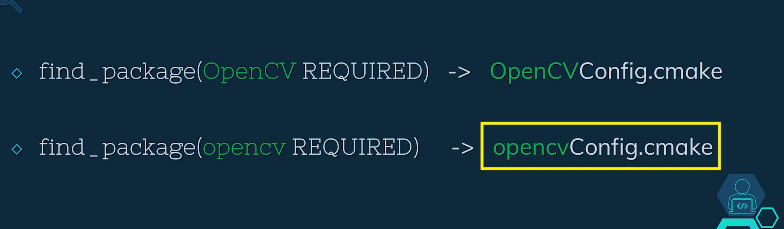 find_package(OpenCV REQUIRED) -> OpenCVConfig.cmake
find_package(opencv REQUIRED) -> opencvConfig.cmake